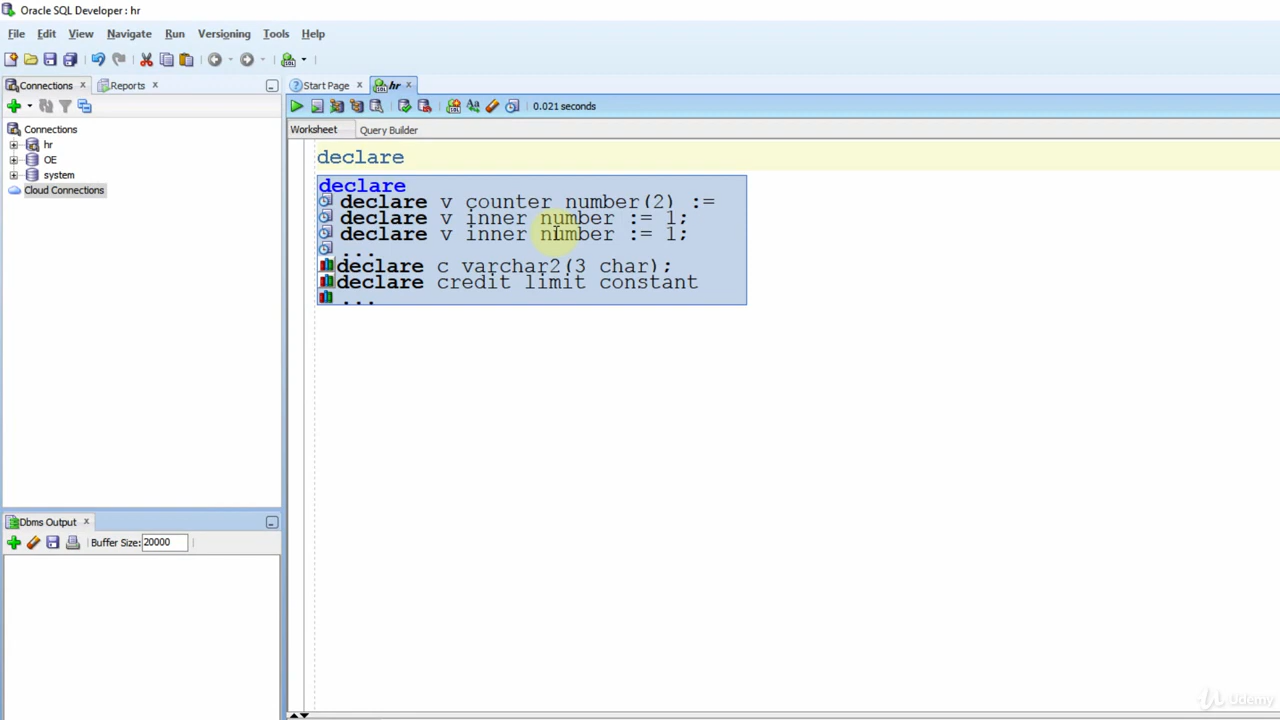 Oracle SQL Developer : hr
File Edit View Navigate Run Versioning Tools Help
Connections Reports Start Page hr
0.021 seconds
Worksheet Query Builder
Connections
hr
OE
system
Cloud Connections
declare
declare
declare v counter number(2) :=
declare v inner number := 1;
declare v inner number := 1;
...
declare c varchar2(3 char);
declare credit limit constant
...
Dbms Output
Buffer Size: 20000
Udemy